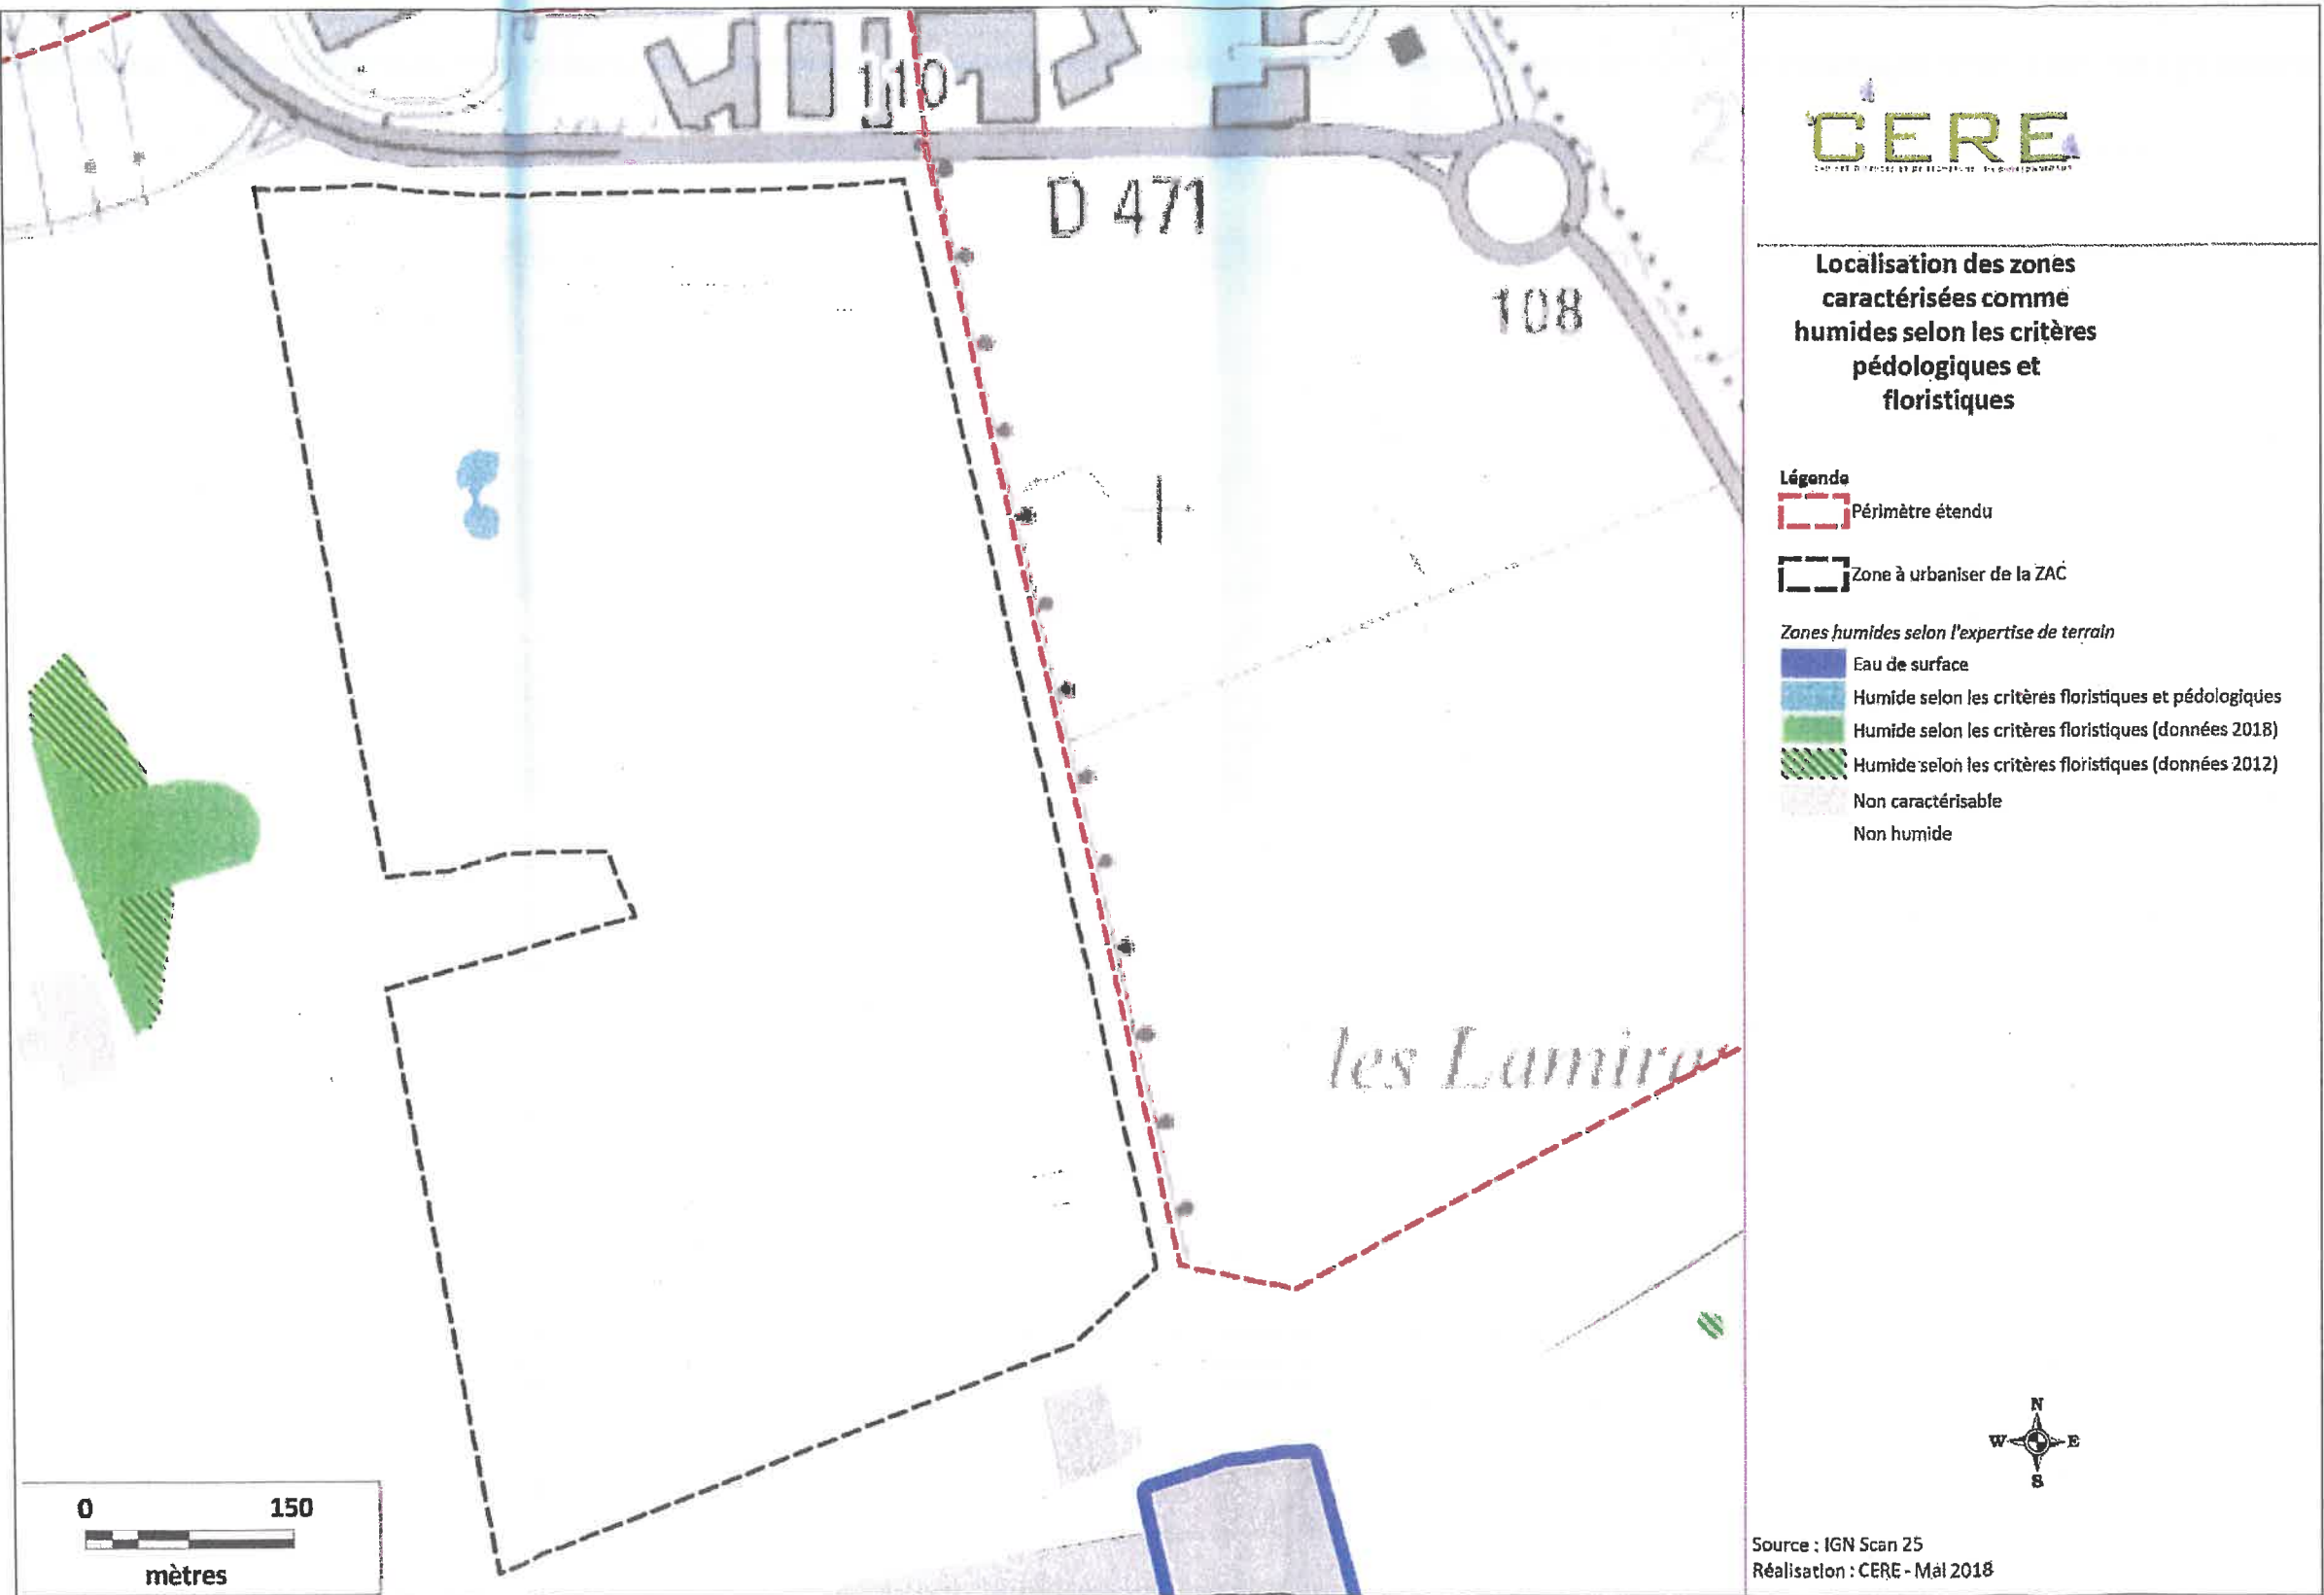 110
D 471
108
les Lamira
0 150
mètres
CERE
Localisation des zones
caractérisées comme
humides selon les critères
pédologiques et
floristiques
Légende
Périmètre étendu
Zone à urbaniser de la ZAC
Zones humides selon l'expertise de terrain
Eau de surface
Humide selon les critères floristiques et pédologiques
Humide selon les critères floristiques (données 2018)
Humide selon les critères floristiques (données 2012)
Non caractérisable
Non humide
N
W E
S
Source : IGN Scan 25
Réalisation : CERE - Mai 2018